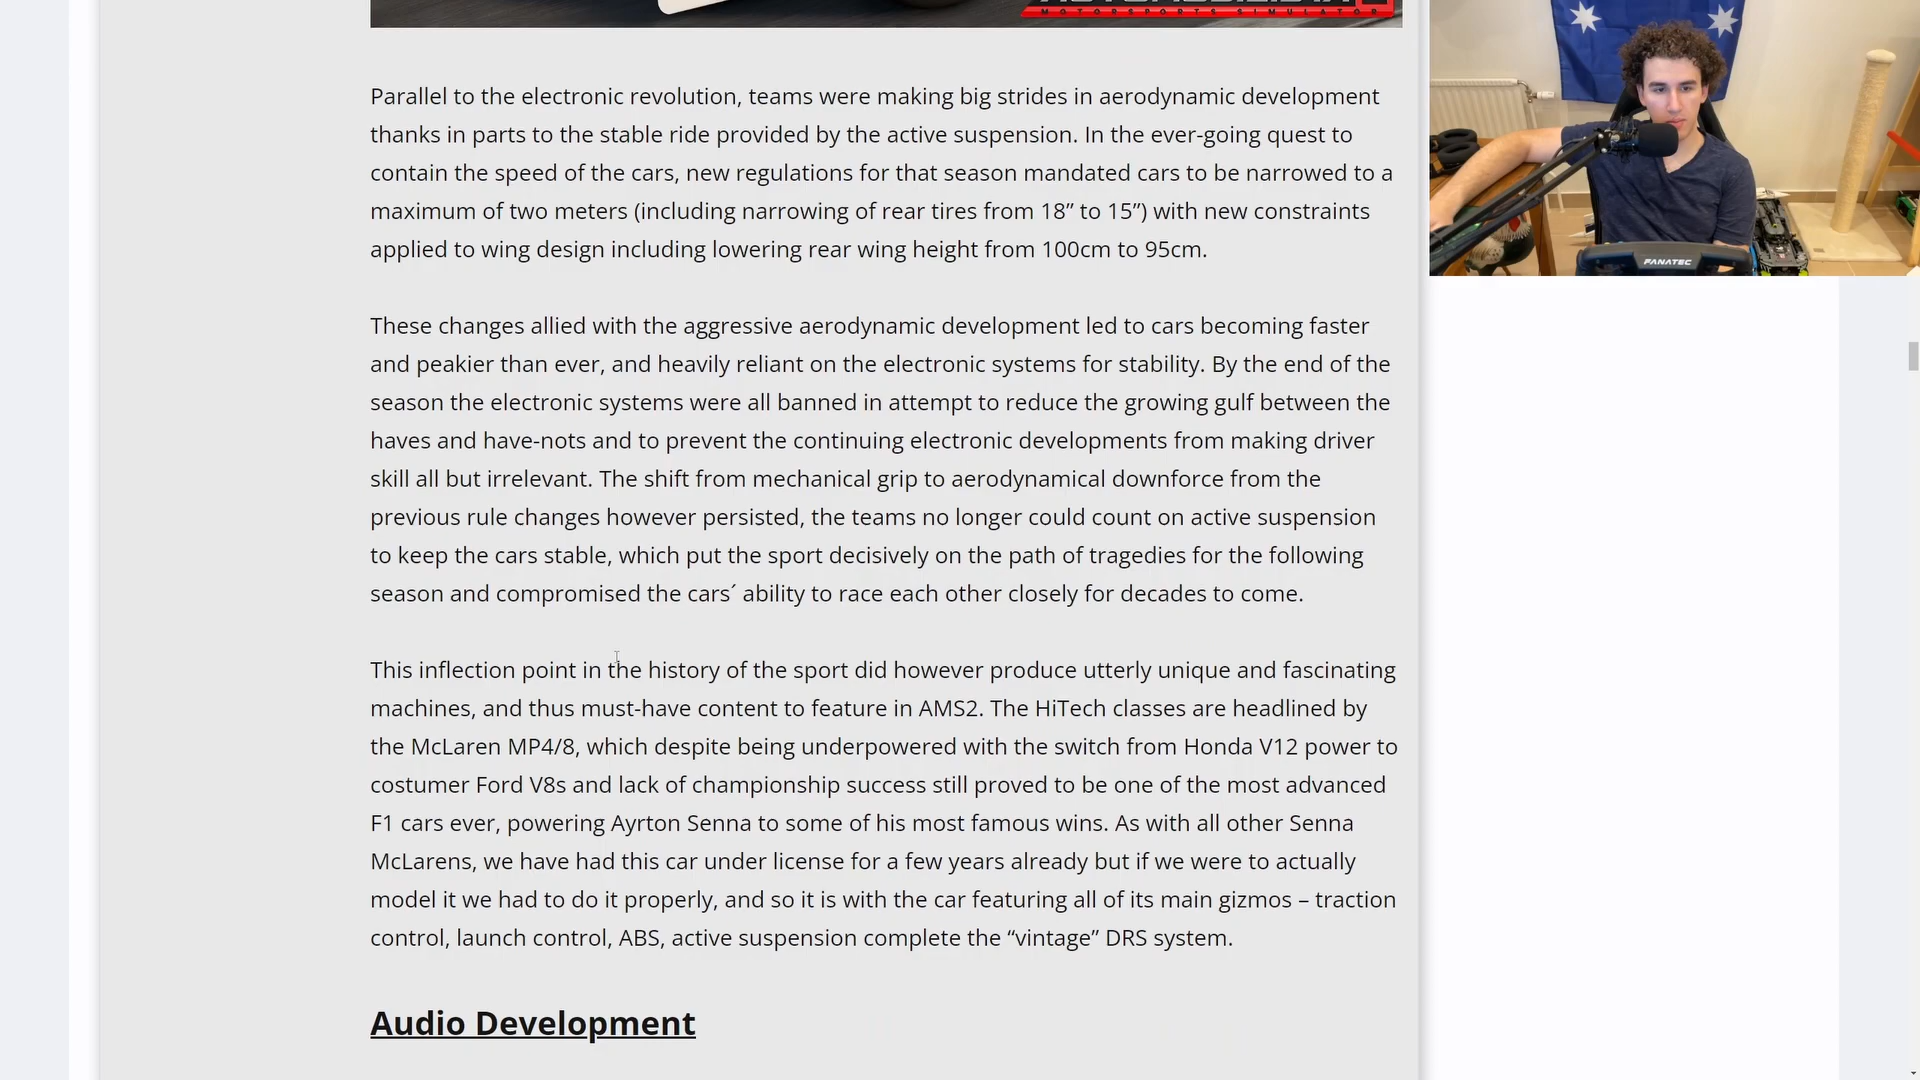 MOTORSPORTS SIMULATOR
Parallel to the electronic revolution, teams were making big strides in aerodynamic development
thanks in parts to the stable ride provided by the active suspension. In the ever-going quest to
contain the speed of the cars, new regulations for that season mandated cars to be narrowed to a
maximum of two meters (including narrowing of rear tires from 18” to 15”) with new constraints
applied to wing design including lowering rear wing height from 100cm to 95cm.
These changes allied with the aggressive aerodynamic development led to cars becoming faster
and peakier than ever, and heavily reliant on the electronic systems for stability. By the end of the
season the electronic systems were all banned in attempt to reduce the growing gulf between the
haves and have-nots and to prevent the continuing electronic developments from making driver
skill all but irrelevant. The shift from mechanical grip to aerodynamical downforce from the
previous rule changes however persisted, the teams no longer could count on active suspension
to keep the cars stable, which put the sport decisively on the path of tragedies for the following
season and compromised the cars´ ability to race each other closely for decades to come.
This inflection point in the history of the sport did however produce utterly unique and fascinating
machines, and thus must-have content to feature in AMS2. The HiTech classes are headlined by
the McLaren MP4/8, which despite being underpowered with the switch from Honda V12 power to
costumer Ford V8s and lack of championship success still proved to be one of the most advanced
F1 cars ever, powering Ayrton Senna to some of his most famous wins. As with all other Senna
McLarens, we have had this car under license for a few years already but if we were to actually
model it we had to do it properly, and so it is with the car featuring all of its main gizmos – traction
control, launch control, ABS, active suspension complete the “vintage” DRS system.
Audio Development
FANATEC